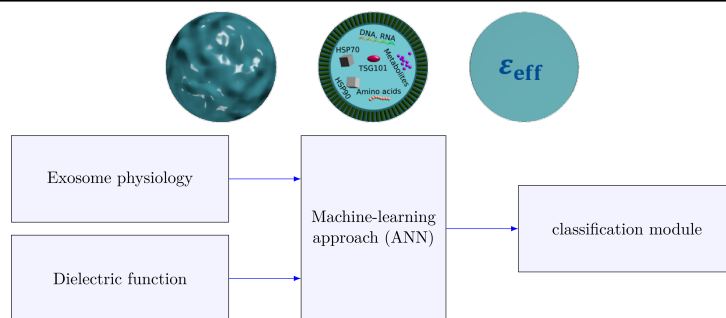 DNA, RNA
HSP70
Metabolites
TSG101
HSP90
Amino acids
εeff
Exosome physiology
Machine-learning
approach (ANN)
classification module
Dielectric function